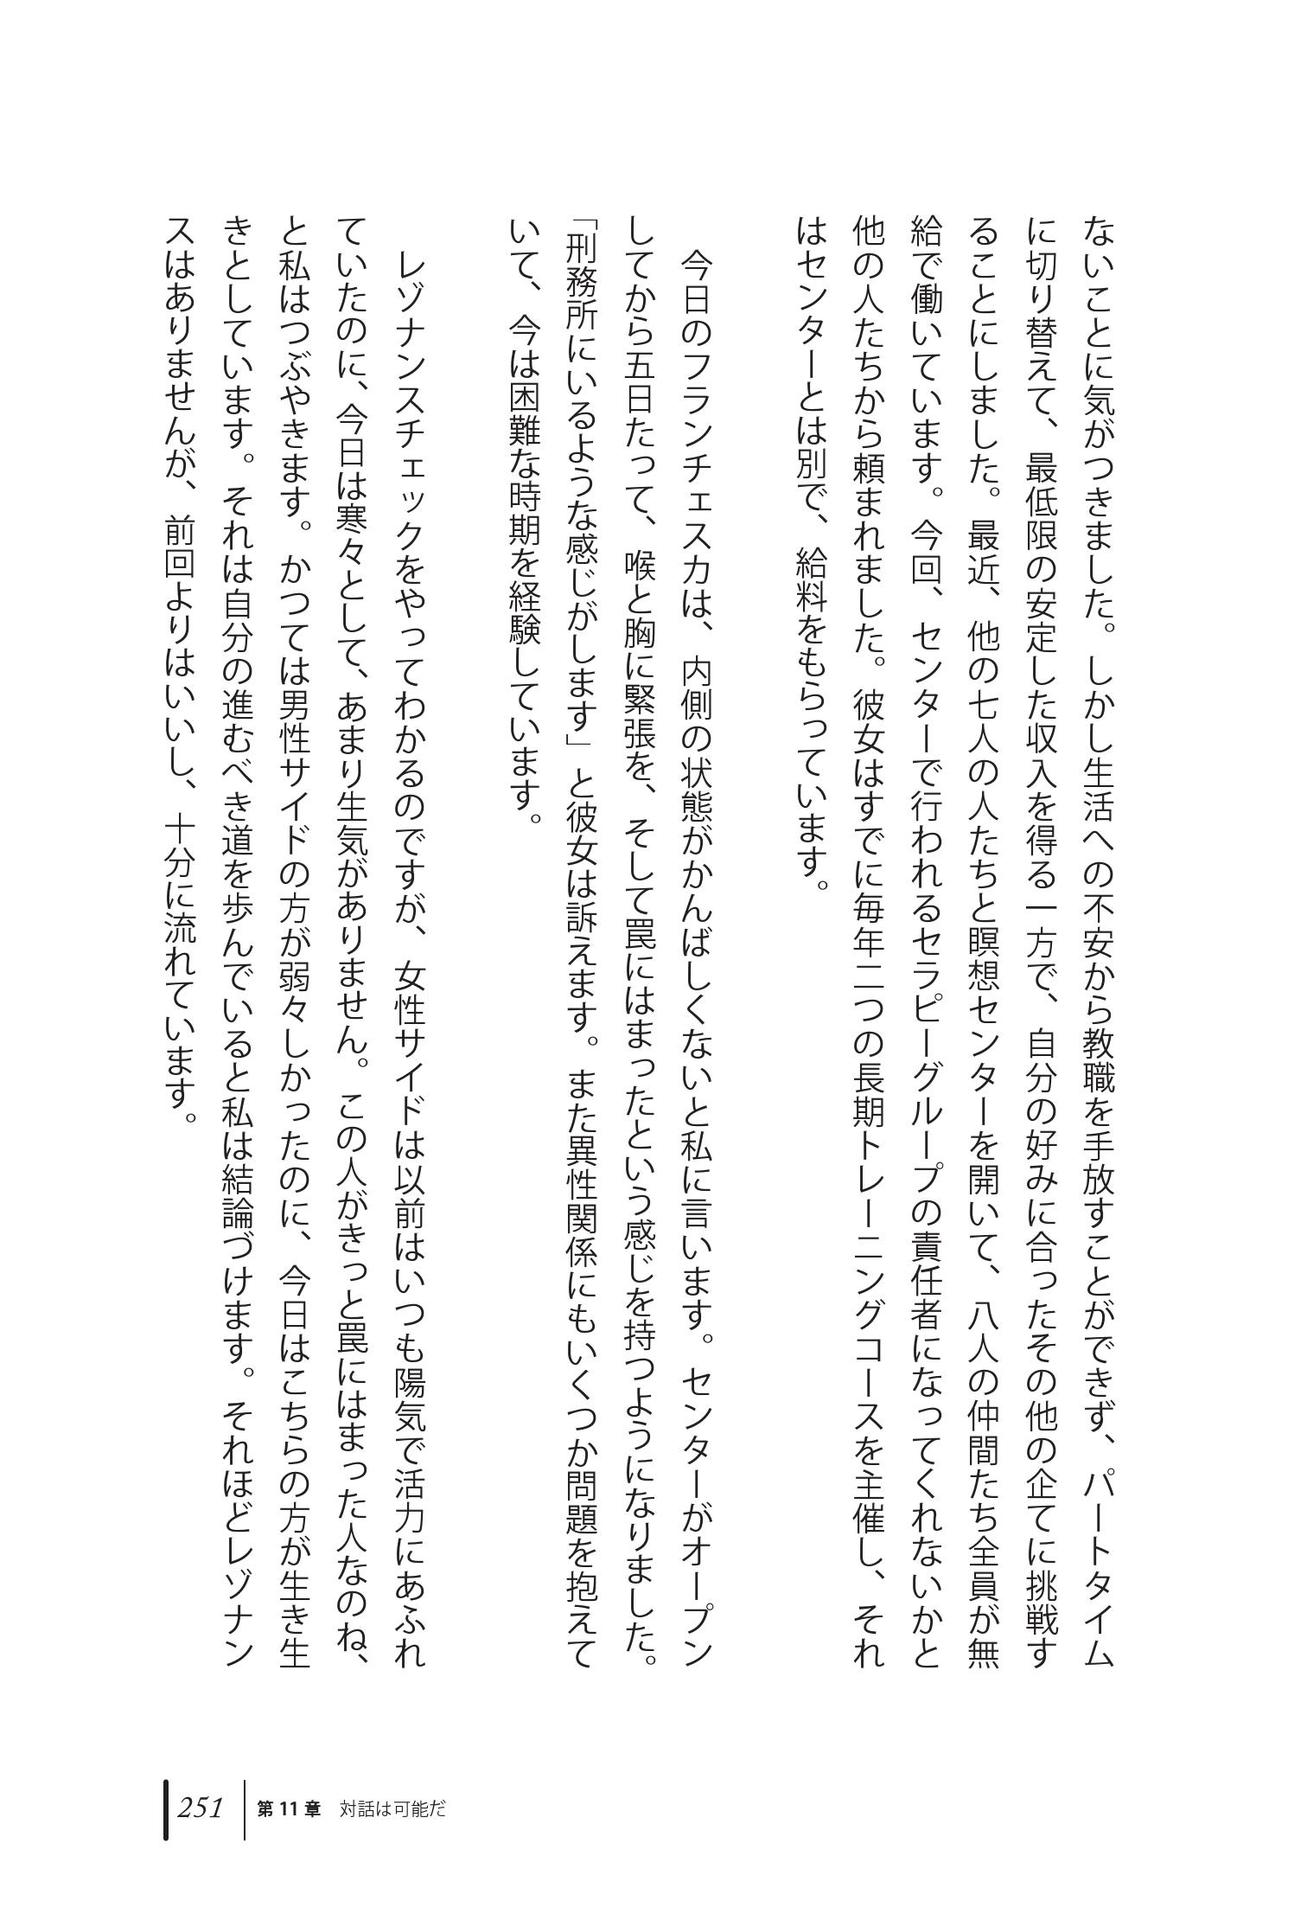 ないことに気がつきました。しかし生活への不安から教職を手放すことができず、パートタイム
に切り替えて、最低限の安定した収入を得る一方で、自分の好みに合ったその他の企てに挑戦す
ることにしました。最近、他の七人の人たちと瞑想センターを開いて、八人の仲間たち全員が無
給で働いています。今回、センターで行われるセラピーグループの責任者になってくれないかと
他の人たちから頼まれました。彼女はすでに毎年二つの長期トレーニングコースを主催し、それ
はセンターとは別で、給料をもらっています。
　今日のフランチェスカは、内側の状態がかんばしくないと私に言います。センターがオープン
してから五日たって、喉と胸に緊張を、そして罠にはまったという感じを持つようになりました。
「刑務所にいるような感じがします」と彼女は訴えます。また異性関係にもいくつか問題を抱えて
いて、今は困難な時期を経験しています。
　レゾナンスチェックをやってわかるのですが、女性サイドは以前はいつも陽気で活力にあふれ
ていたのに、今日は寒々として、あまり生気がありません。この人がきっと罠にはまった人なのね、
と私はつぶやきます。かつては男性サイドの方が弱々しかったのに、今日はこちらの方が生き生
きとしています。それは自分の進むべき道を歩んでいると私は結論づけます。それほどレゾナン
スはありませんが、前回よりはいいし、十分に流れています。
251 第11章　対話は可能だ